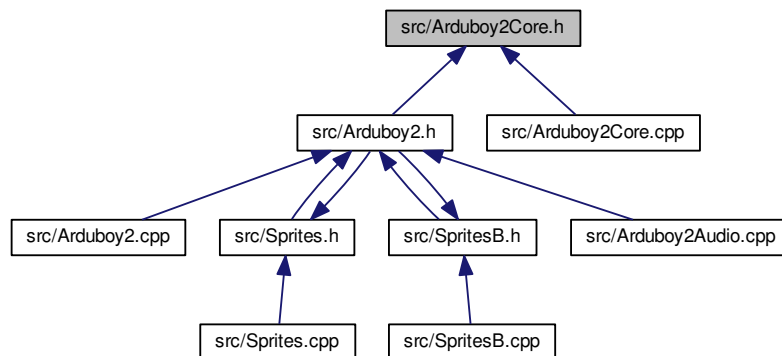 src/Arduboy2Core.h
src/Arduboy2.h
src/Arduboy2Core.cpp
src/Arduboy2.cpp
src/Sprites.h
src/SpritesB.h
src/Arduboy2Audio.cpp
src/Sprites.cpp
src/SpritesB.cpp